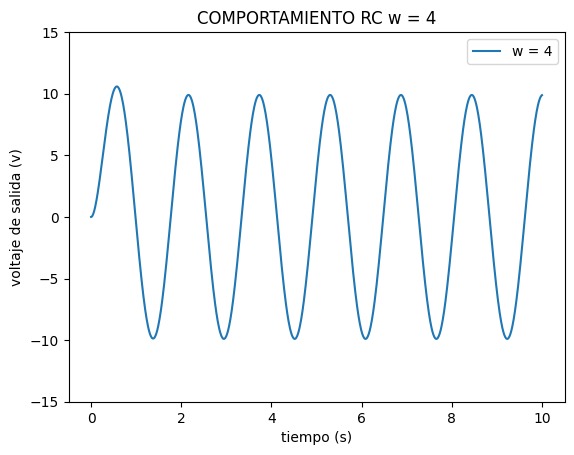 COMPORTAMIENTO RC w = 4
w = 4
15
10
5
0
−5
−10
−15
voltaje de salida (v)
0 2 4 6 8 10
tiempo (s)